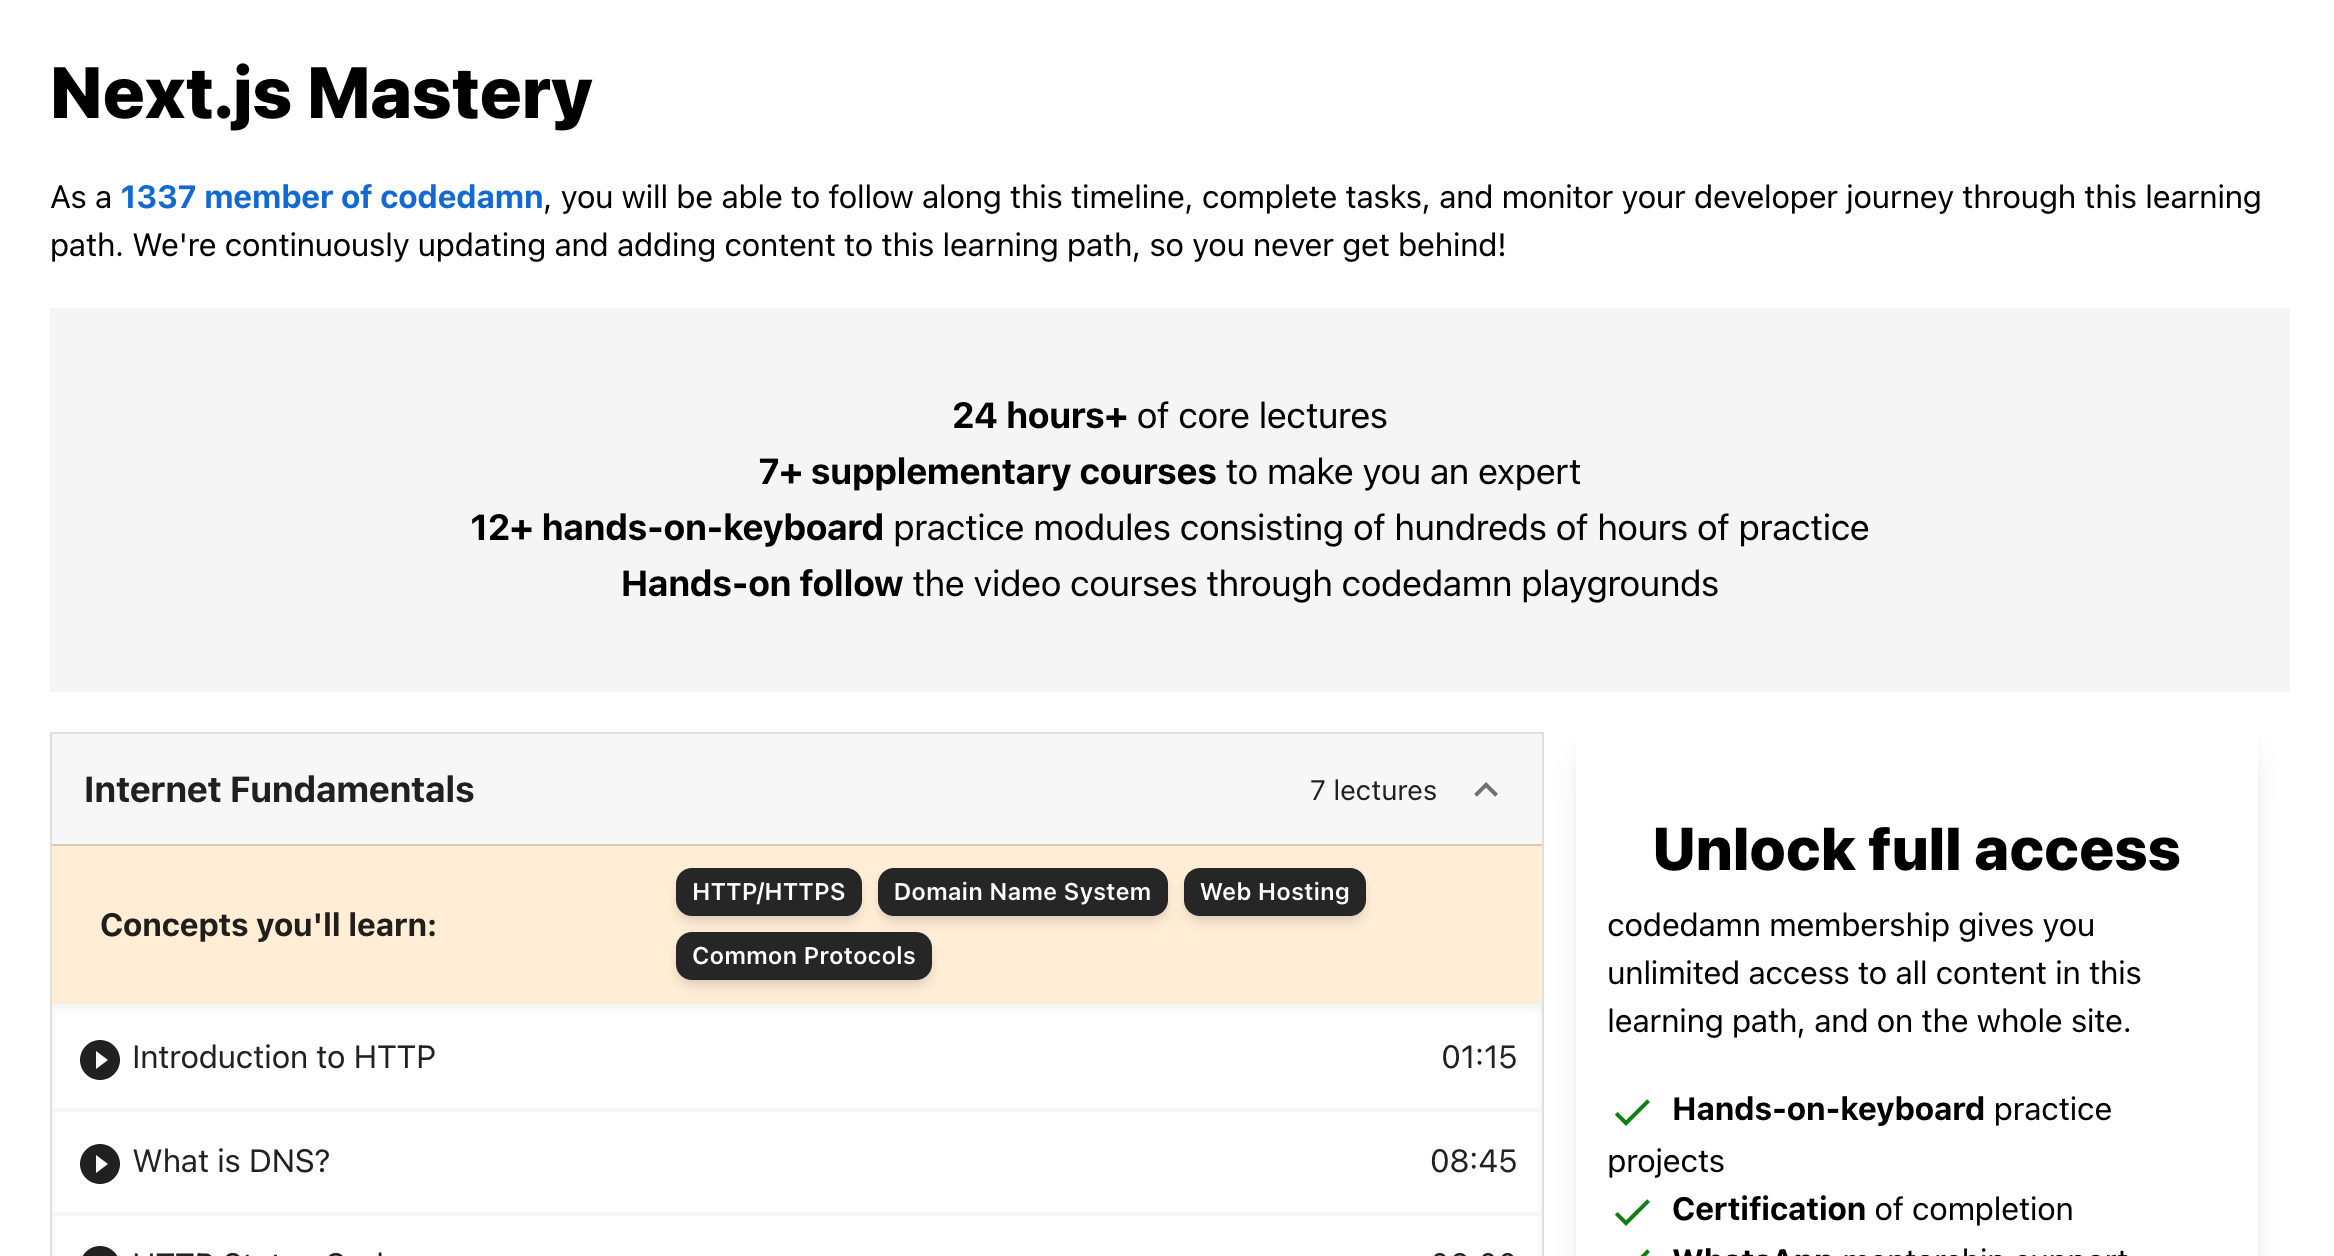 Next.js Mastery
As a 1337 member of codedamn, you will be able to follow along this timeline, complete tasks, and monitor your developer journey through this learning
path. We're continuously updating and adding content to this learning path, so you never get behind!
24 hours+ of core lectures
7+ supplementary courses to make you an expert
12+ hands-on-keyboard practice modules consisting of hundreds of hours of practice
Hands-on follow the video courses through codedamn playgrounds
Internet Fundamentals 7 lectures
Concepts you'll learn:
HTTP/HTTPS Domain Name System Web Hosting
Common Protocols
Introduction to HTTP 01:15
What is DNS? 08:45
Unlock full access
codedamn membership gives you
unlimited access to all content in this
learning path, and on the whole site.
Hands-on-keyboard practice
projects
Certification of completion
WhatsApp mentorship support